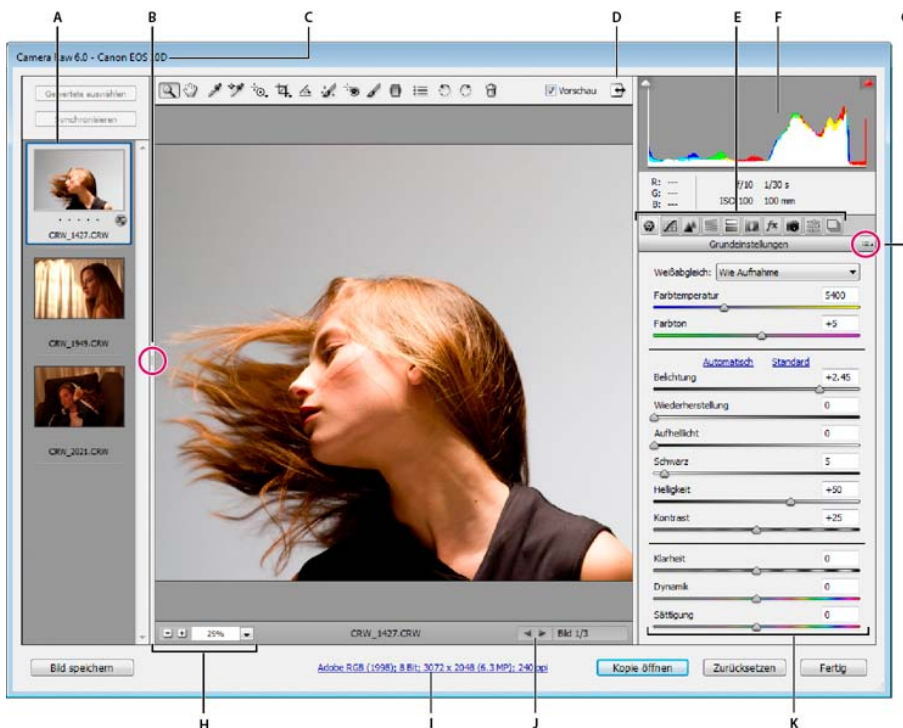 A
B
C
D
E
F
Camera Raw 6.0 - Canon EOS 10D
Gewertete auswählen
Synchronisieren
Vorschau
R: ---
G: ---
B: ---
f/10 1/30 s
ISO 100 100 mm
Grundeinstellungen
CRW_1427.CRW
CRW_1949.CRW
CRW_2021.CRW
Weißabgleich: Wie Aufnahme
Farbtemperatur 5400
Farbton +5
Automatisch Standard
Belichtung +2.45
Wiederherstellung 0
Aufhelllicht 0
Schwarz 5
Helligkeit +50
Kontrast +25
Klarheit 0
Dynamik 0
Sättigung 0
29%
CRW_1427.CRW
Bild 1/3
Bild speichern
Adobe RGB (1998); 8 Bit; 3072 x 2048 (6.3 MP); 240 ppi
Kopie öffnen
Zurücksetzen
Fertig
H
I
J
K